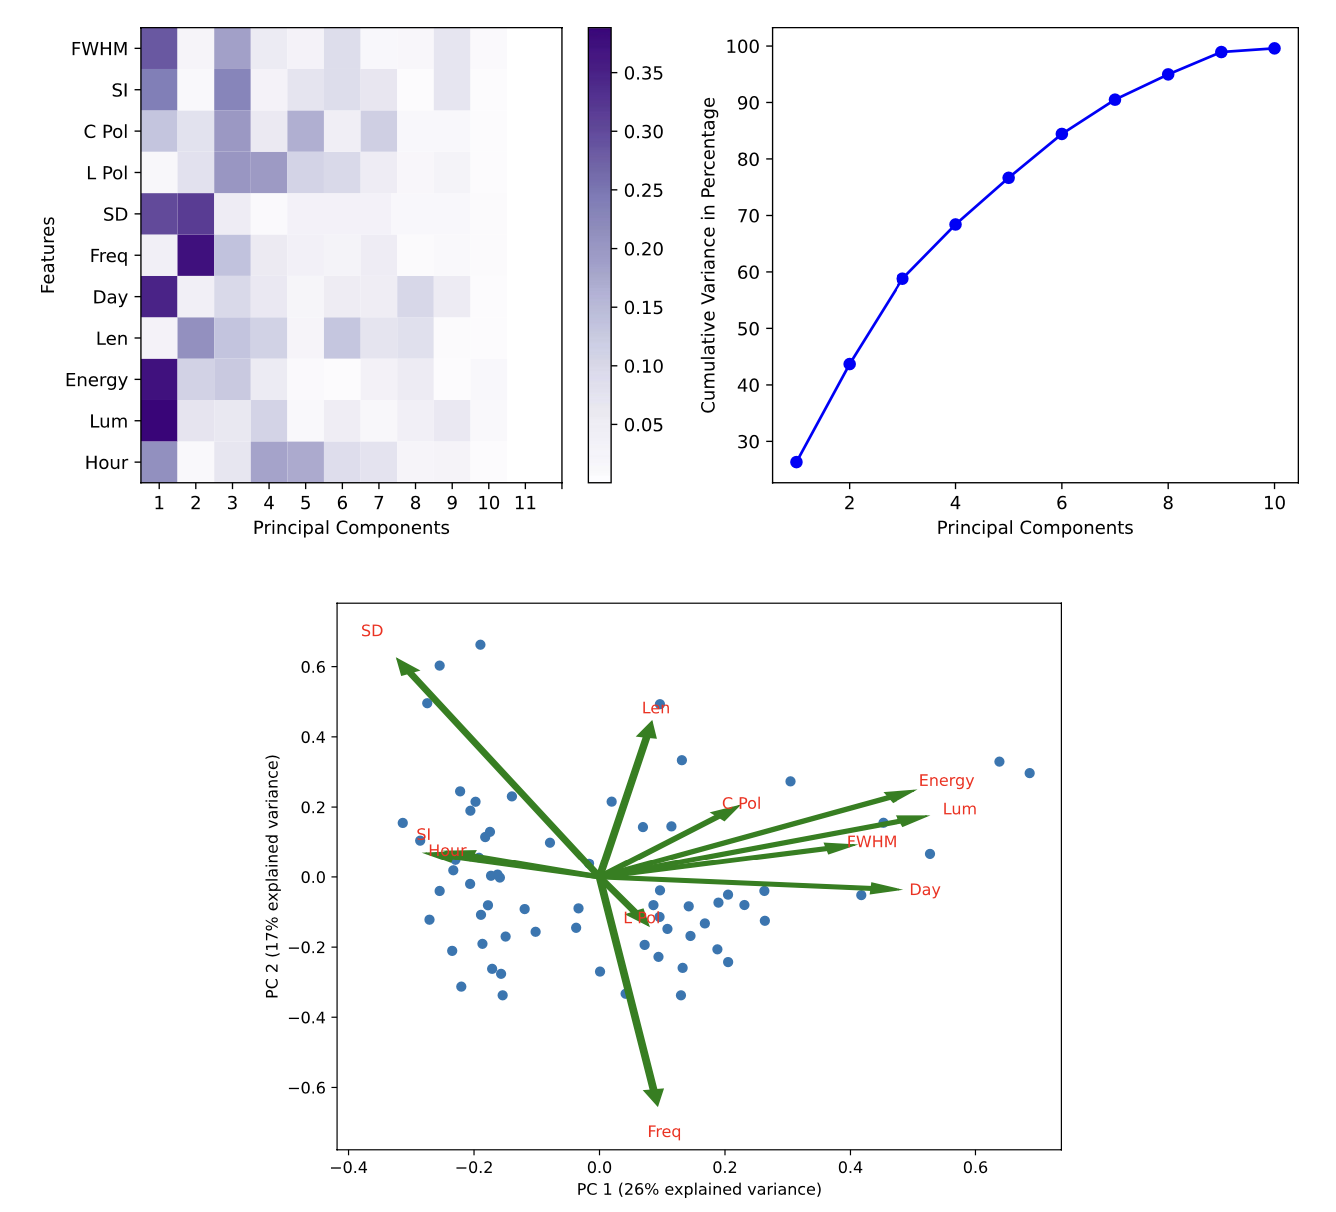 FWHM
SI
C Pol
L Pol
SD
Freq
Day
Len
Energy
Lum
Hour
Features
1 2 3 4 5 6 7 8 9 10 11
Principal Components
0.35
0.30
0.25
0.20
0.15
0.10
0.05
100
90
80
70
60
50
40
30
Cumulative Variance in Percentage
2 4 6 8 10
Principal Components
SD
Len
Energy
C Pol
Lum
SI
FWHM
Hour
Day
L Pol
Freq
0.6
0.4
0.2
0.0
−0.2
−0.4
−0.6
PC 2 (17% explained variance)
−0.4 −0.2 0.0 0.2 0.4 0.6
PC 1 (26% explained variance)